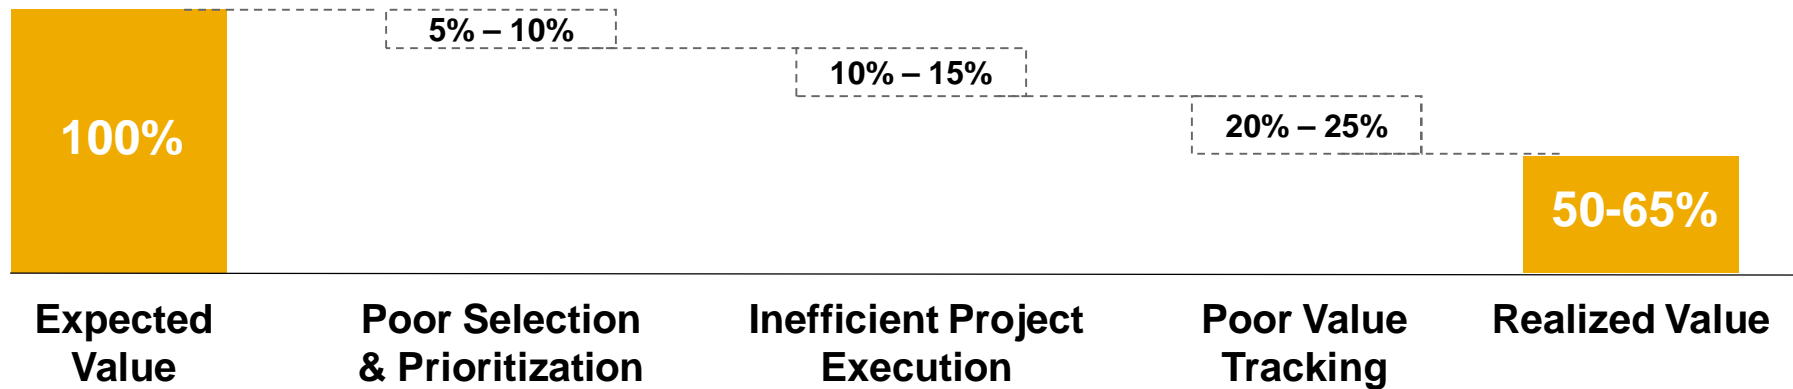 100%
5% – 10%
10% – 15%
20% – 25%
50-65%
Expected
Value
Poor Selection
& Prioritization
Inefficient Project
Execution
Poor Value
Tracking
Realized Value